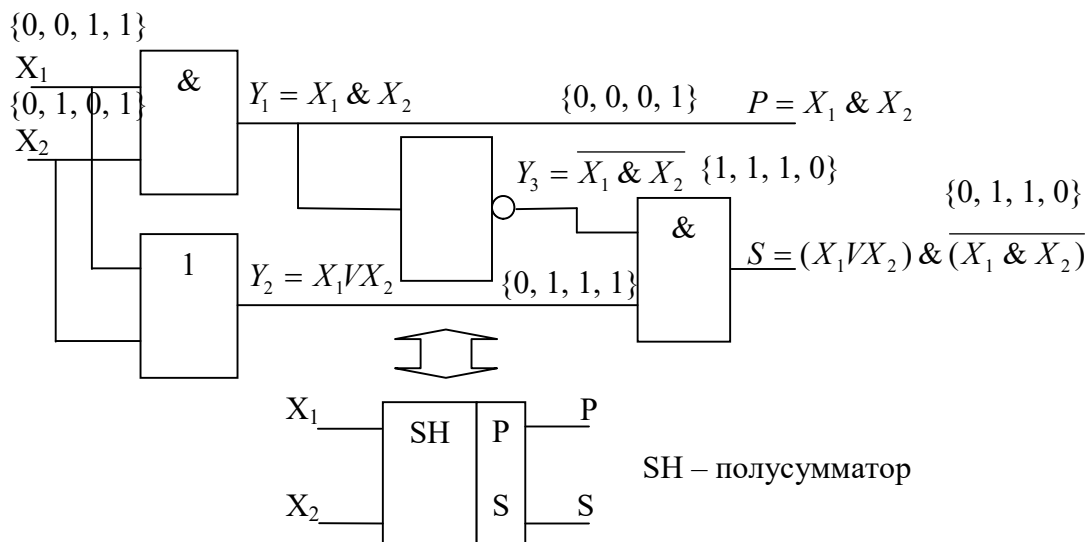 {0, 0, 1, 1}
X₁
&
{0, 1, 0, 1}
Y₁ = X₁ & X₂
{0, 0, 0, 1}
P = X₁ & X₂
X₂
Y₃ = \overline{X₁ & X₂}
{1, 1, 1, 0}
{0, 1, 1, 0}
&
1
S = (X₁VX₂) & \overline{(X₁ & X₂)}
Y₂ = X₁VX₂
{0, 1, 1, 1}
X₁
SH
P
P
SH – полусумматор
X₂
S
S